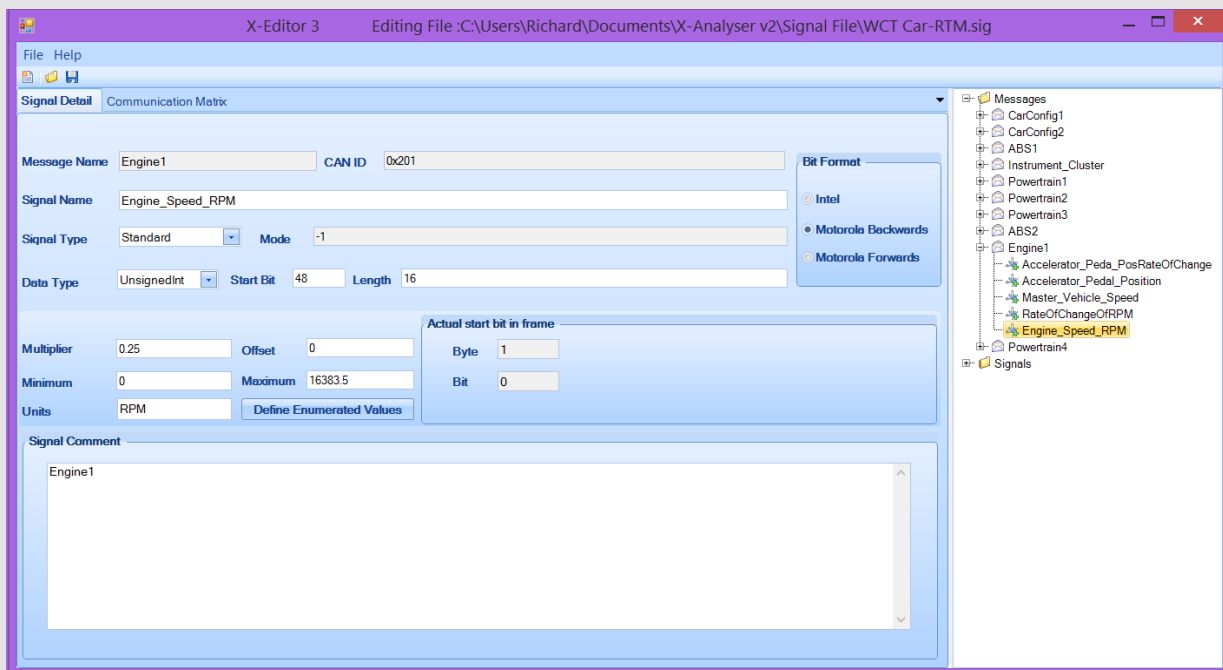 X-Editor 3 Editing File :C:\Users\Richard\Documents\X-Analyser v2\Signal File\WCT Car-RTM.sig
File Help
Signal Detail Communication Matrix
Message Name Engine1 CAN ID 0x201
Signal Name Engine_Speed_RPM
Signal Type Standard Mode -1
Data Type UnsignedInt Start Bit 48 Length 16
Bit Format
Intel
Motorola Backwards
Motorola Forwards
Multiplier 0.25 Offset 0
Minimum 0 Maximum 16383.5
Units RPM Define Enumerated Values
Actual start bit in frame
Byte 1
Bit 0
Signal Comment
Engine1
Messages
CarConfig1
CarConfig2
ABS1
Instrument_Cluster
Powertrain1
Powertrain2
Powertrain3
ABS2
Engine1
Accelerator_Peda_PosRateOfChange
Accelerator_Pedal_Position
Master_Vehicle_Speed
RateOfChangeOfRPM
Engine_Speed_RPM
Powertrain4
Signals